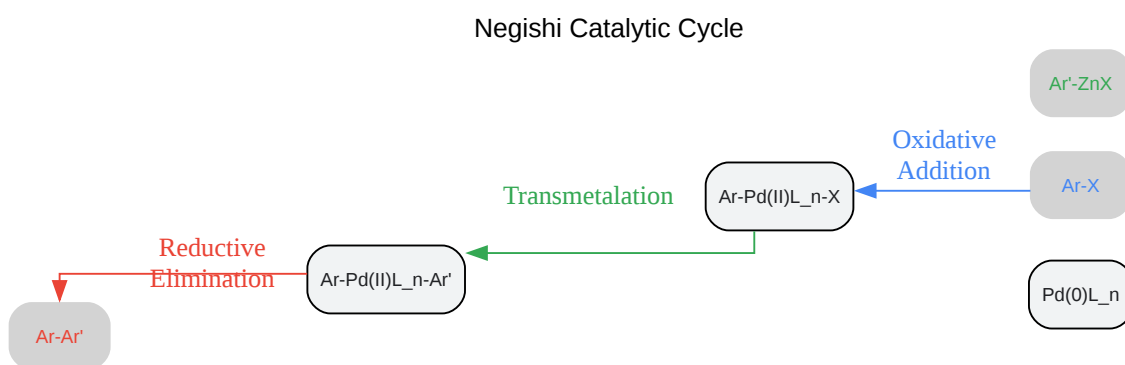 Negishi Catalytic Cycle
Ar'-ZnX
Oxidative
Addition
Ar-X
Transmetalation
Ar-Pd(II)L_n-X
Reductive
Elimination
Ar-Pd(II)L_n-Ar'
Pd(0)L_n
Ar-Ar'